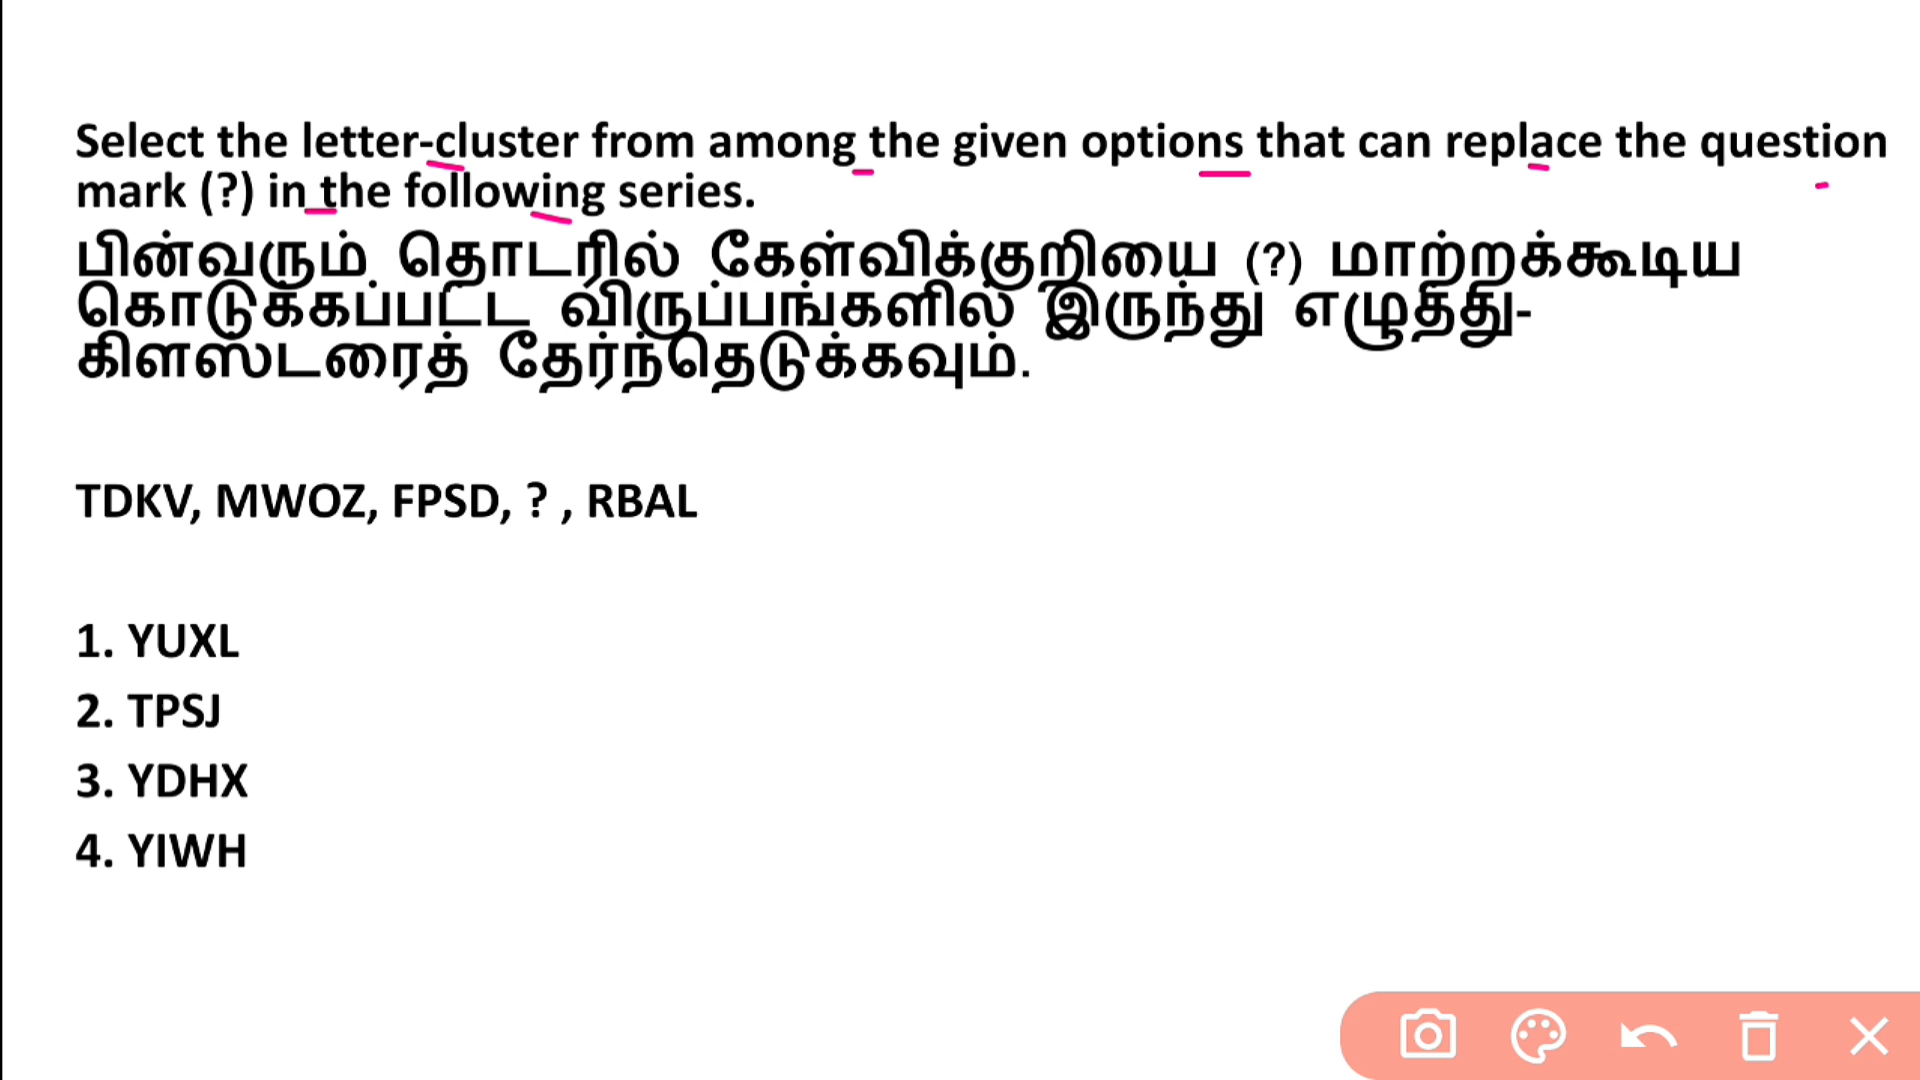 Select the letter-cluster from among the given options that can replace the question
mark (?) in the following series.
பின்வரும் தொடரில் கேள்விக்குறியை (?) மாற்றக்கூடிய
கொடுக்கப்பட்ட விருப்பங்களில் இருந்து எழுத்து-
கிளஸ்டரைத் தேர்ந்தெடுக்கவும்.
TDKV, MWOZ, FPSD, ? , RBAL
1. YUXL
2. TPSJ
3. YDHX
4. YIWH